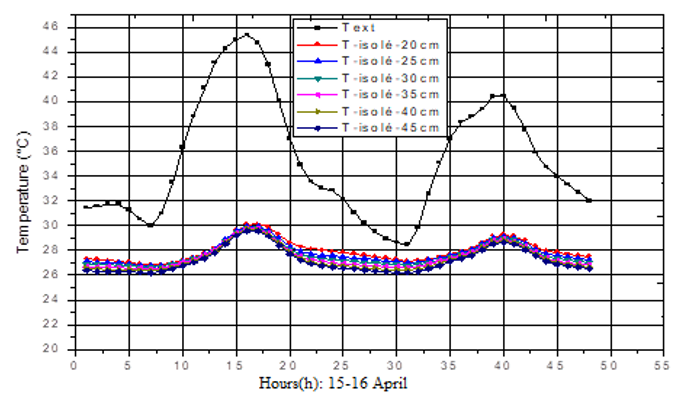 46
44
42
40
38
36
34
32
30
28
26
24
22
20
Temperature (°C)
Text
T-isolé-20cm
T-isolé-25cm
T-isolé-30cm
T-isolé-35cm
T-isolé-40cm
T-isolé-45cm
0 5 10 15 20 25 30 35 40 45 50 55
Hours(h): 15-16 April